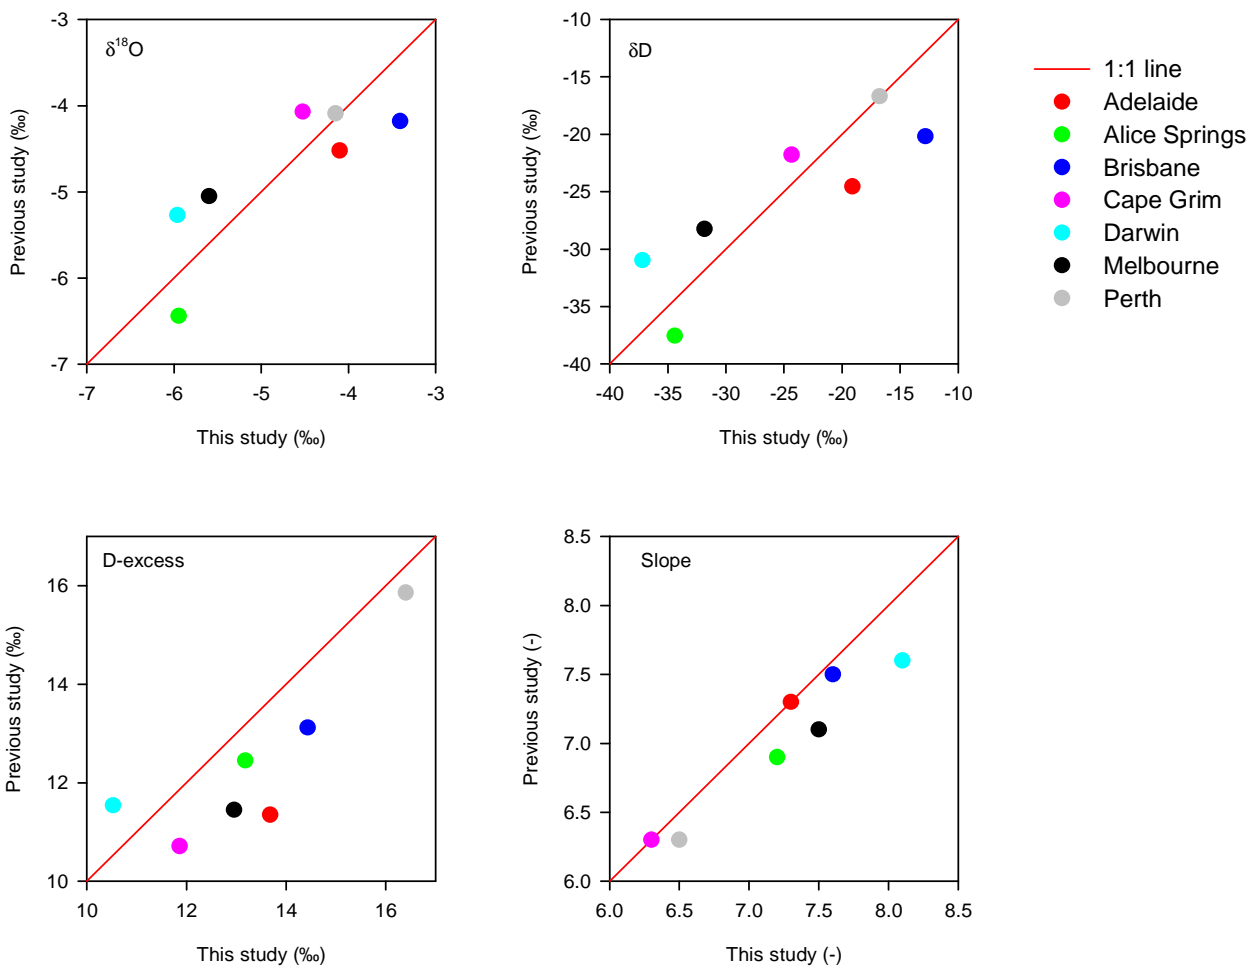 δ18O
-3
-4
-5
-6
-7
-7 -6 -5 -4 -3
Previous study (‰)
This study (‰)
δD
-10
-15
-20
-25
-30
-35
-40
-40 -35 -30 -25 -20 -15 -10
Previous study (‰)
This study (‰)
1:1 line
Adelaide
Alice Springs
Brisbane
Cape Grim
Darwin
Melbourne
Perth
D-excess
16
14
12
10
10 12 14 16
Previous study (‰)
This study (‰)
Slope
8.5
8.0
7.5
7.0
6.5
6.0
6.0 6.5 7.0 7.5 8.0 8.5
Previous study (-)
This study (-)